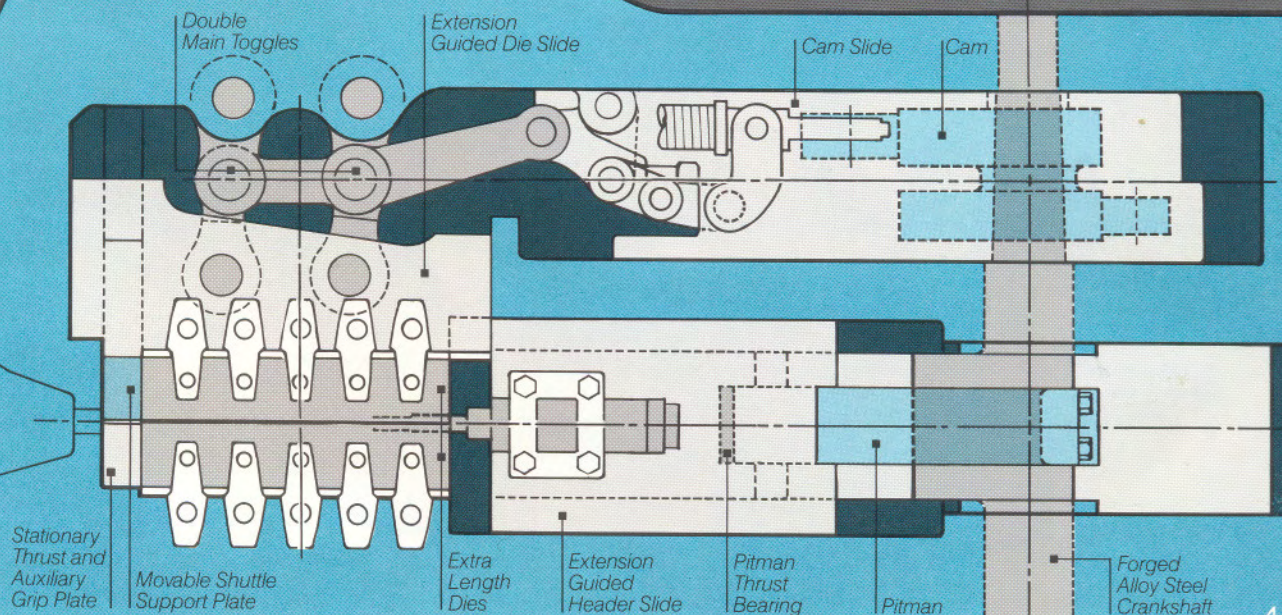 Double
Main Toggles
Extension
Guided Die Slide
Cam Slide
Cam
Stationary
Thrust and
Auxiliary
Grip Plate
Movable Shuttle
Support Plate
Extra
Length
Dies
Extension
Guided
Header Slide
Pitman
Thrust
Bearing
Pitman
Forged
Alloy Steel
Crankshaft